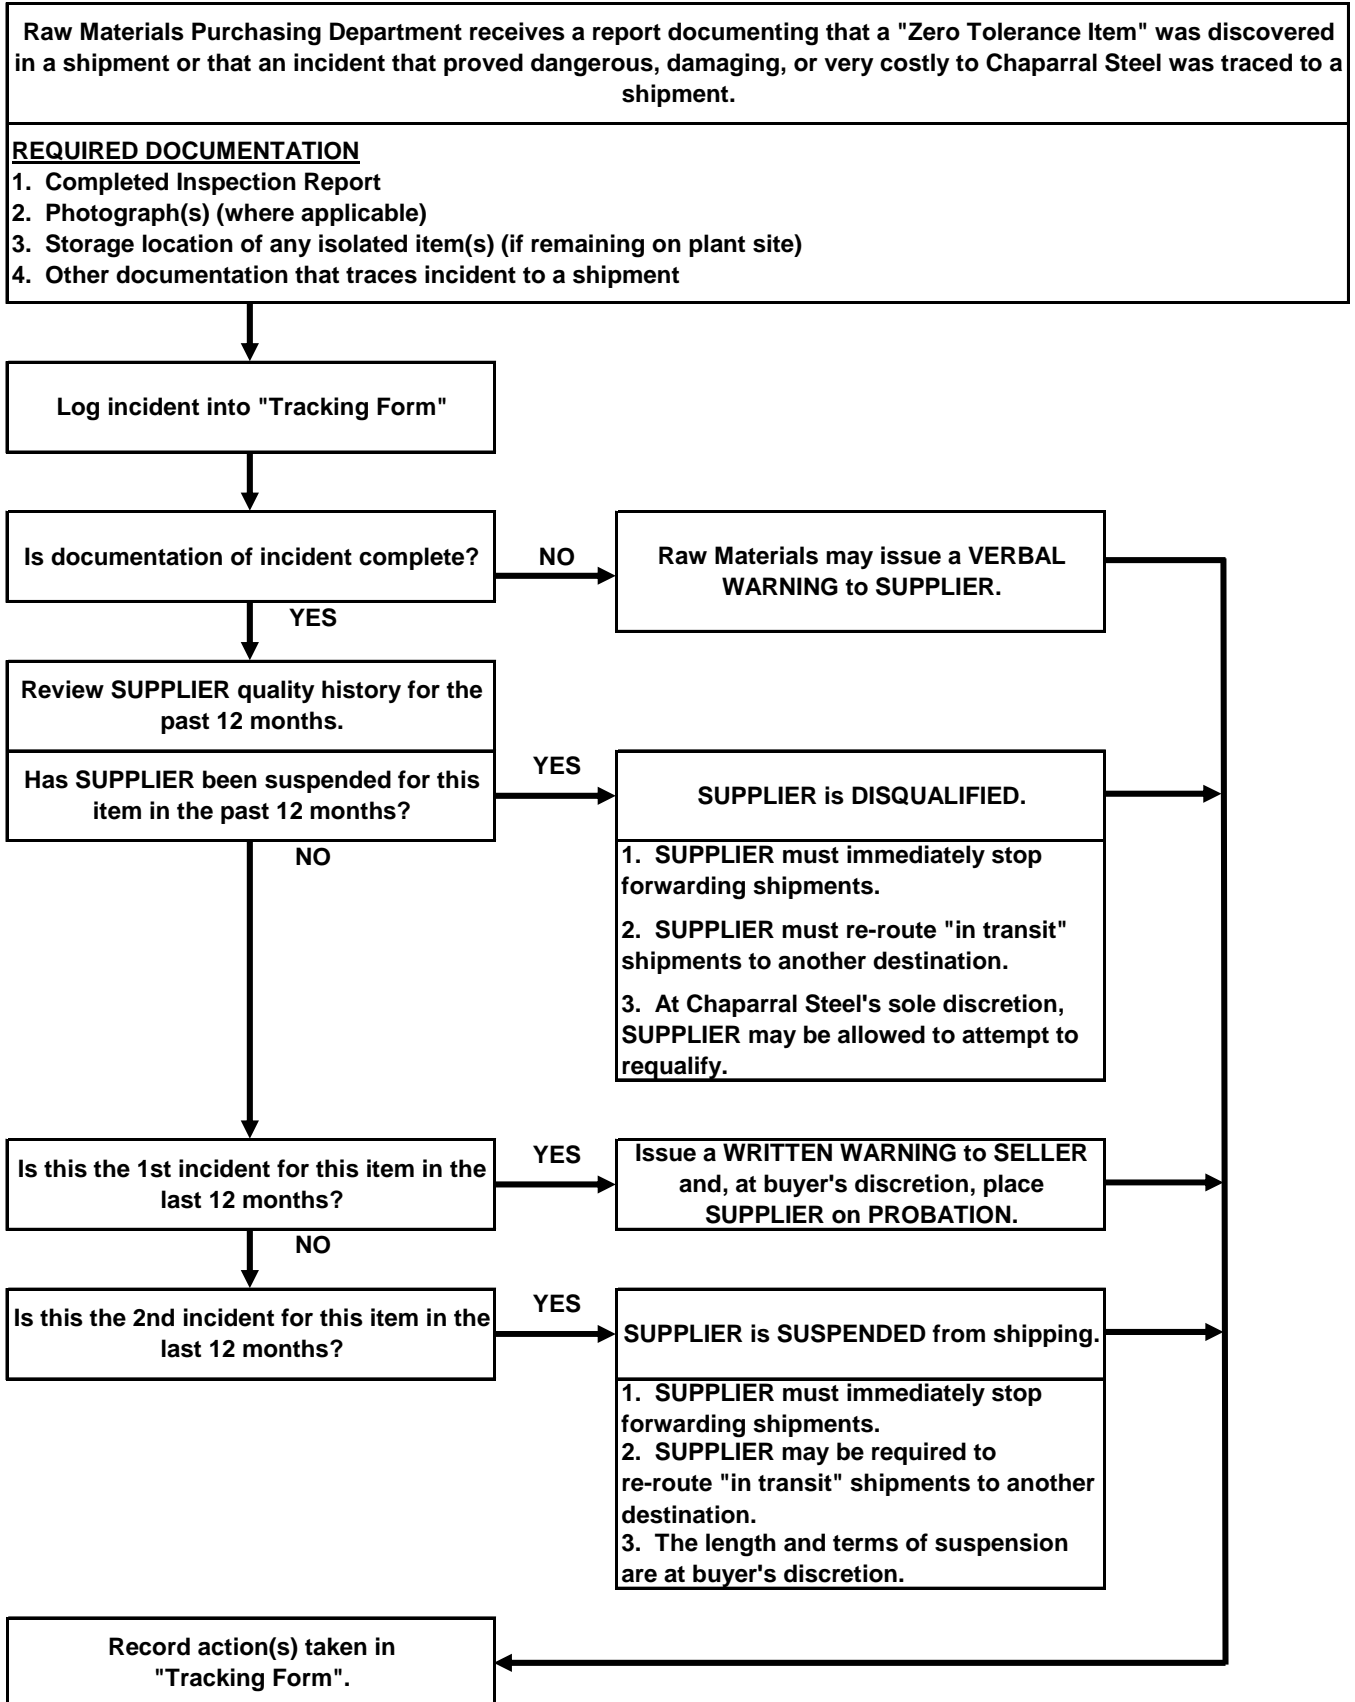 Raw Materials Purchasing Department receives a report documenting that a "Zero Tolerance Item" was discovered
in a shipment or that an incident that proved dangerous, damaging, or very costly to Chaparral Steel was traced to a
shipment.
REQUIRED DOCUMENTATION
1. Completed Inspection Report
2. Photograph(s) (where applicable)
3. Storage location of any isolated item(s) (if remaining on plant site)
4. Other documentation that traces incident to a shipment
Log incident into "Tracking Form"
Is documentation of incident complete?
NO
Raw Materials may issue a VERBAL
WARNING to SUPPLIER.
YES
Review SUPPLIER quality history for the
past 12 months.
Has SUPPLIER been suspended for this
item in the past 12 months?
YES
SUPPLIER is DISQUALIFIED.
NO
1. SUPPLIER must immediately stop
forwarding shipments.
2. SUPPLIER must re-route "in transit"
shipments to another destination.
3. At Chaparral Steel's sole discretion,
SUPPLIER may be allowed to attempt to
requalify.
Is this the 1st incident for this item in the
last 12 months?
YES
Issue a WRITTEN WARNING to SELLER
and, at buyer's discretion, place
SUPPLIER on PROBATION.
NO
Is this the 2nd incident for this item in the
last 12 months?
YES
SUPPLIER is SUSPENDED from shipping.
1. SUPPLIER must immediately stop
forwarding shipments.
2. SUPPLIER may be required to
re-route "in transit" shipments to another
destination.
3. The length and terms of suspension
are at buyer's discretion.
Record action(s) taken in
"Tracking Form".